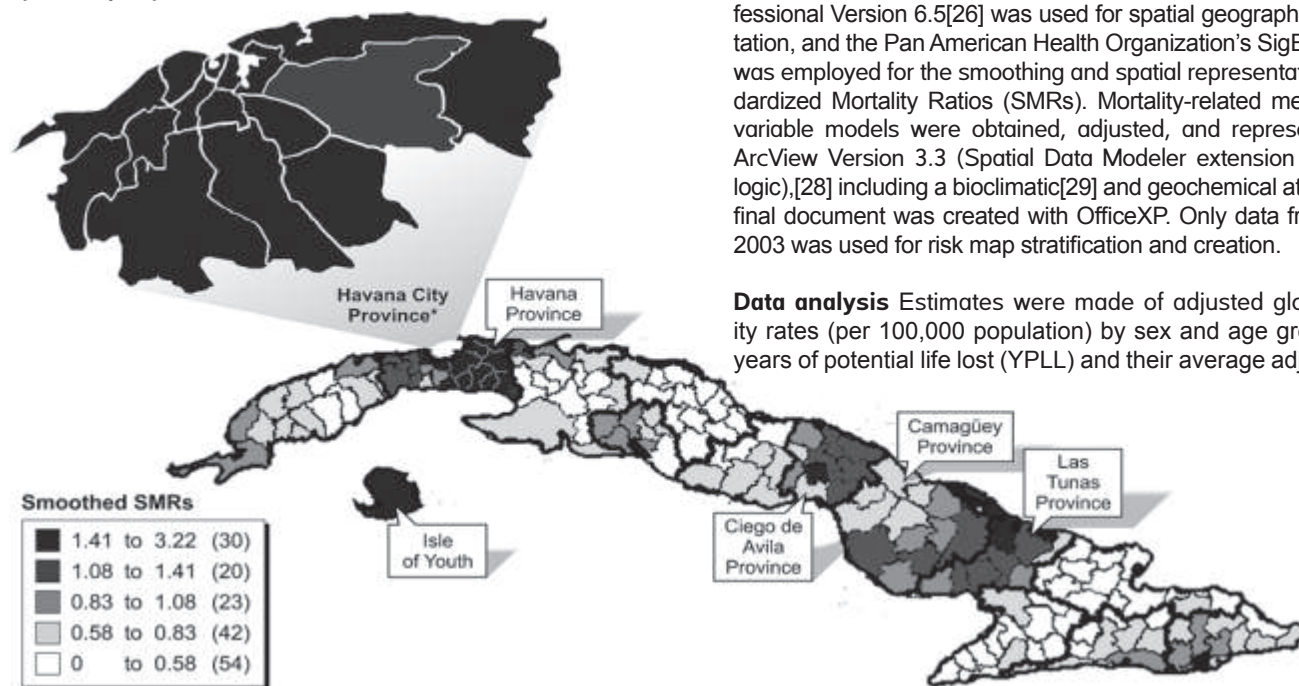 fessional Version 6.5[26] was used for spatial geograph
tation, and the Pan American Health Organization's SigE
was employed for the smoothing and spatial representat
dardized Mortality Ratios (SMRs). Mortality-related me
variable models were obtained, adjusted, and represe
ArcView Version 3.3 (Spatial Data Modeler extension
logic),[28] including a bioclimatic[29] and geochemical at
final document was created with OfficeXP. Only data fr
2003 was used for risk map stratification and creation.
Data analysis Estimates were made of adjusted glo
ity rates (per 100,000 population) by sex and age gr
years of potential life lost (YPLL) and their average adj
Havana City
Province*
Havana
Province
Camagüey
Province
Las
Tunas
Province
Ciego de
Avila
Province
Isle
of Youth
Smoothed SMRs
1.41 to 3.22 (30)
1.08 to 1.41 (20)
0.83 to 1.08 (23)
0.58 to 0.83 (42)
0 to 0.58 (54)